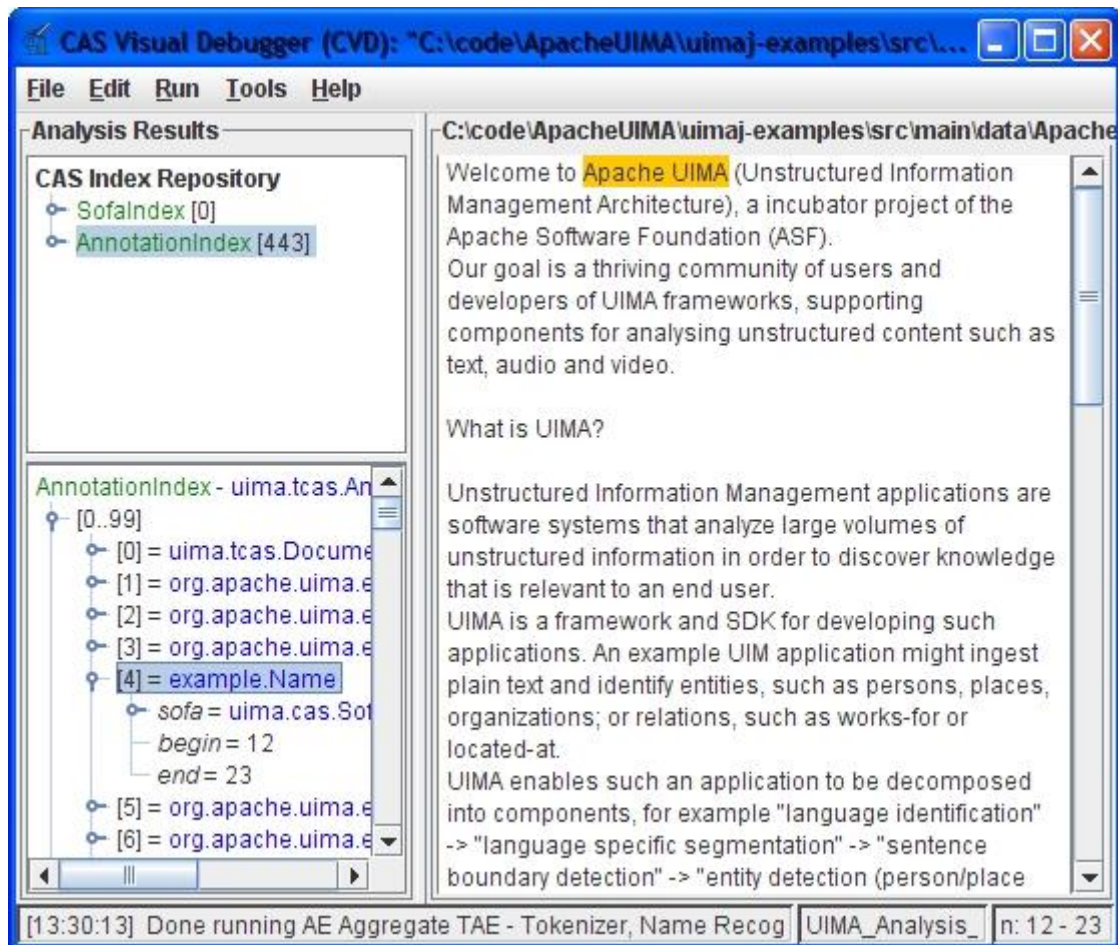 CAS Visual Debugger (CVD): "C:\code\ApacheUIMA\uimaj-examples\src\...
File Edit Run Tools Help
Analysis Results
CAS Index Repository
SofaIndex [0]
AnnotationIndex [443]
AnnotationIndex - uima.tcas.An
[0..99]
[0] = uima.tcas.Docume
[1] = org.apache.uima.e
[2] = org.apache.uima.e
[3] = org.apache.uima.e
[4] = example.Name
sofa = uima.cas.Sof
begin = 12
end = 23
[5] = org.apache.uima.e
[6] = org.apache.uima.e
C:\code\ApacheUIMA\uimaj-examples\src\main\data\Apache
Welcome to Apache UIMA (Unstructured Information
Management Architecture), a incubator project of the
Apache Software Foundation (ASF).
Our goal is a thriving community of users and
developers of UIMA frameworks, supporting
components for analysing unstructured content such as
text, audio and video.
What is UIMA?
Unstructured Information Management applications are
software systems that analyze large volumes of
unstructured information in order to discover knowledge
that is relevant to an end user.
UIMA is a framework and SDK for developing such
applications. An example UIM application might ingest
plain text and identify entities, such as persons, places,
organizations; or relations, such as works-for or
located-at.
UIMA enables such an application to be decomposed
into components, for example "language identification"
-> "language specific segmentation" -> "sentence
boundary detection" -> "entity detection (person/place
[13:30:13] Done running AE Aggregate TAE - Tokenizer, Name Recog
UIMA_Analysis_
n: 12 - 23